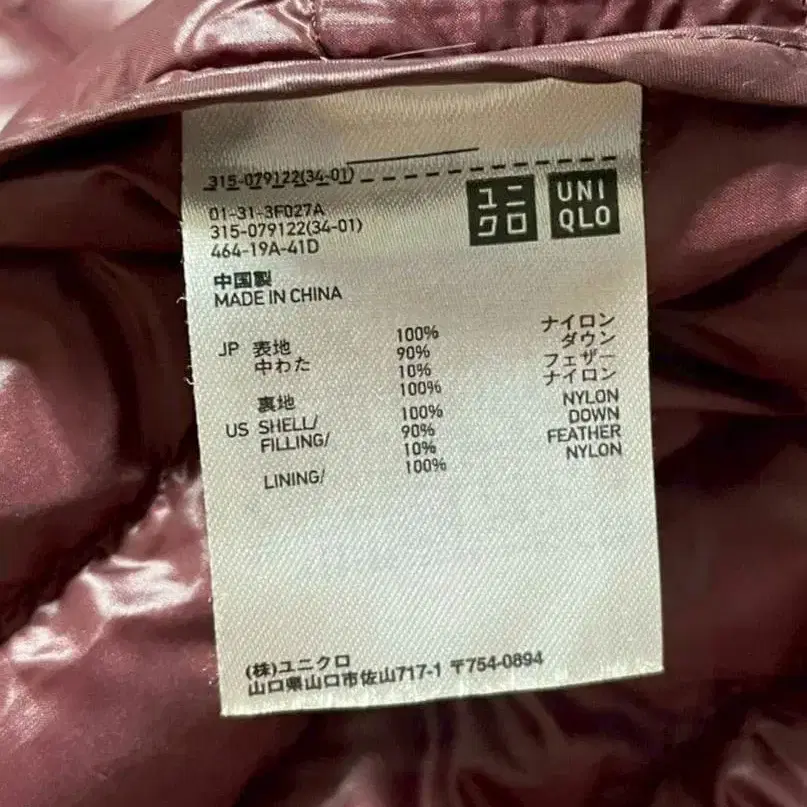 315-079122(34-01)
ユニクロ
UNIQLO
01-31-3F027A
315-079122(34-01)
464-19A-41D
中国製
MADE IN CHINA
JP 表地 100% ナイロン
中わた 90% ダウン
10% フェザー
裏地 100% ナイロン
US SHELL/ 100% NYLON
FILLING/ 90% DOWN
10% FEATHER
LINING/ 100% NYLON
(株)ユニクロ
山口県山口市佐山717-1 〒754-0894